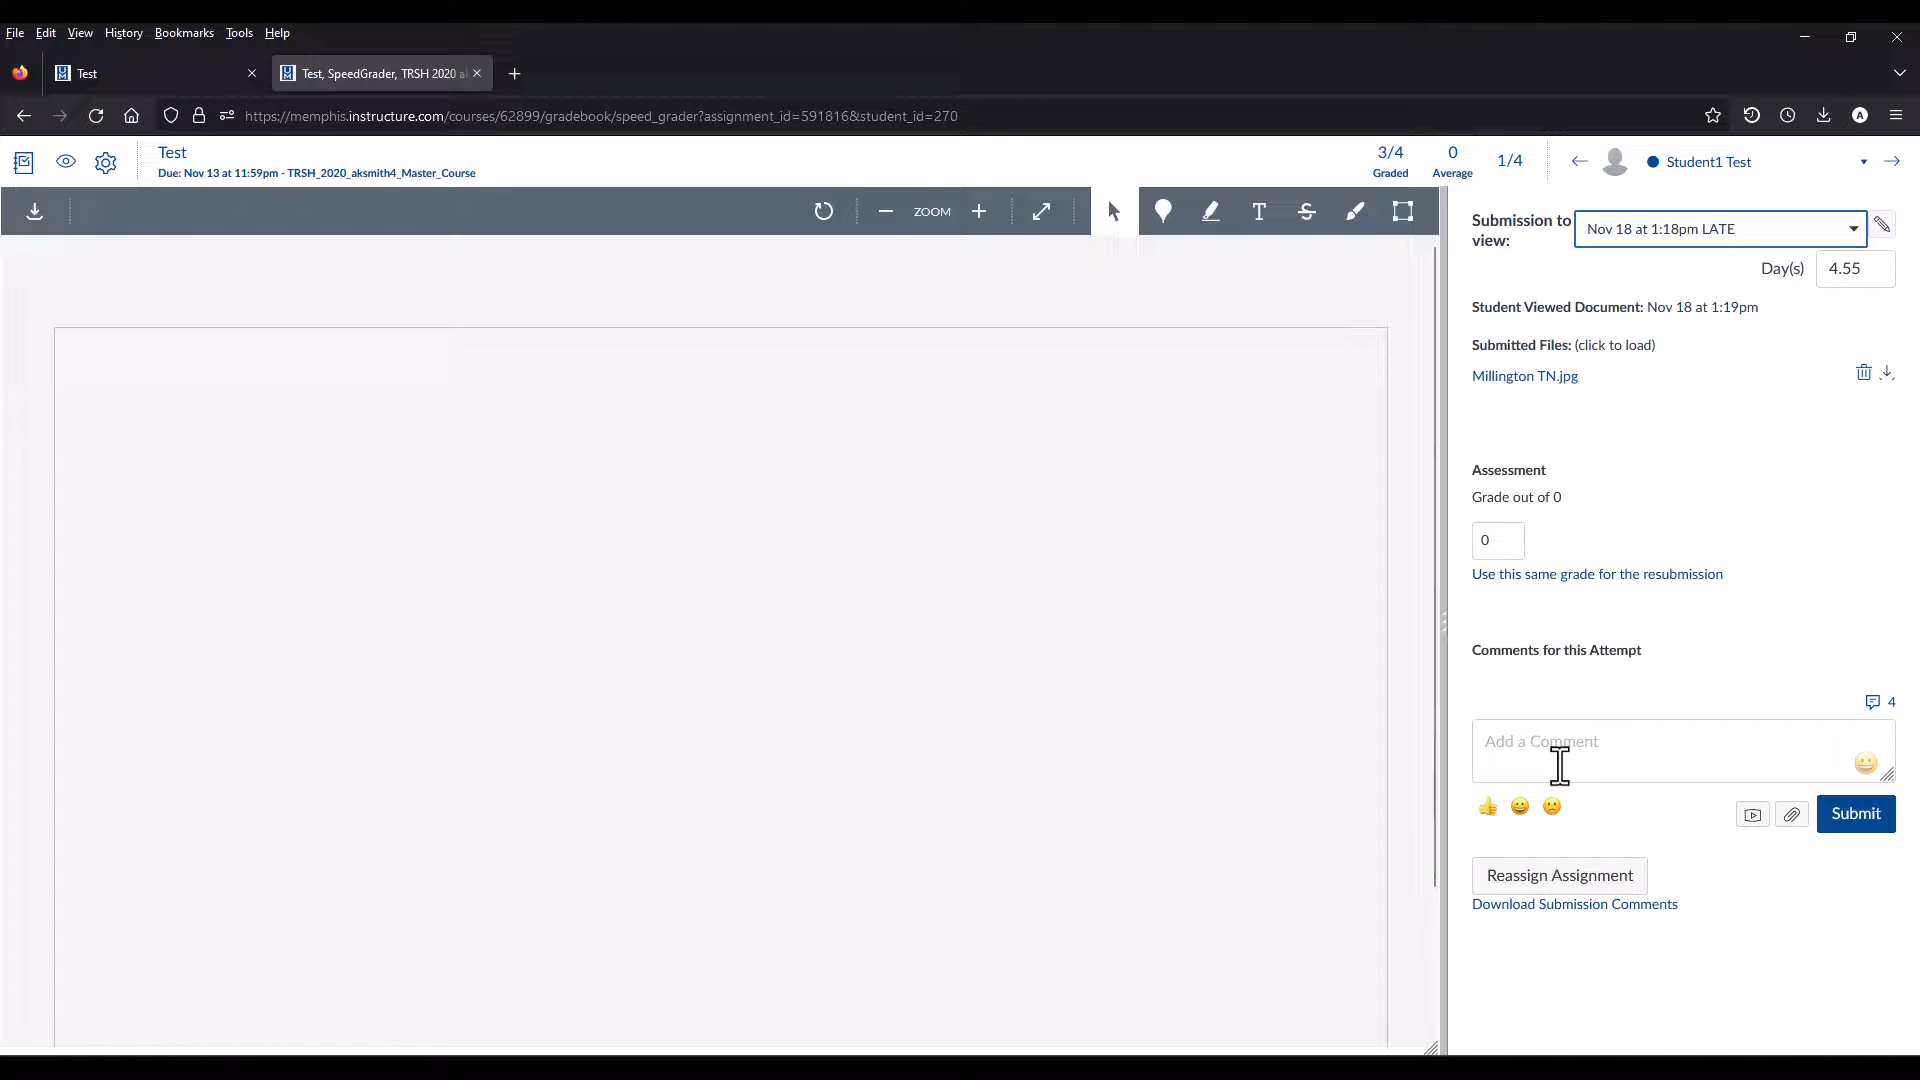 File Edit View History Bookmarks Tools Help
Test
Test, SpeedGrader, TRSH 2020 a
https://memphis.instructure.com/courses/62899/gradebook/speed_grader?assignment_id=591816&student_id=270
A
Test
Due: Nov 13 at 11:59pm - TRSH_2020_aksmith4_Master_Course
3/4
Graded
0
Average
1/4
Student1 Test
ZOOM
T
Submission to view:
Nov 18 at 1:18pm LATE
Day(s) 4.55
Student Viewed Document: Nov 18 at 1:19pm
Submitted Files: (click to load)
Millington TN.jpg
Assessment
Grade out of 0
0
Use this same grade for the resubmission
Comments for this Attempt
4
Add a Comment
Submit
Reassign Assignment
Download Submission Comments